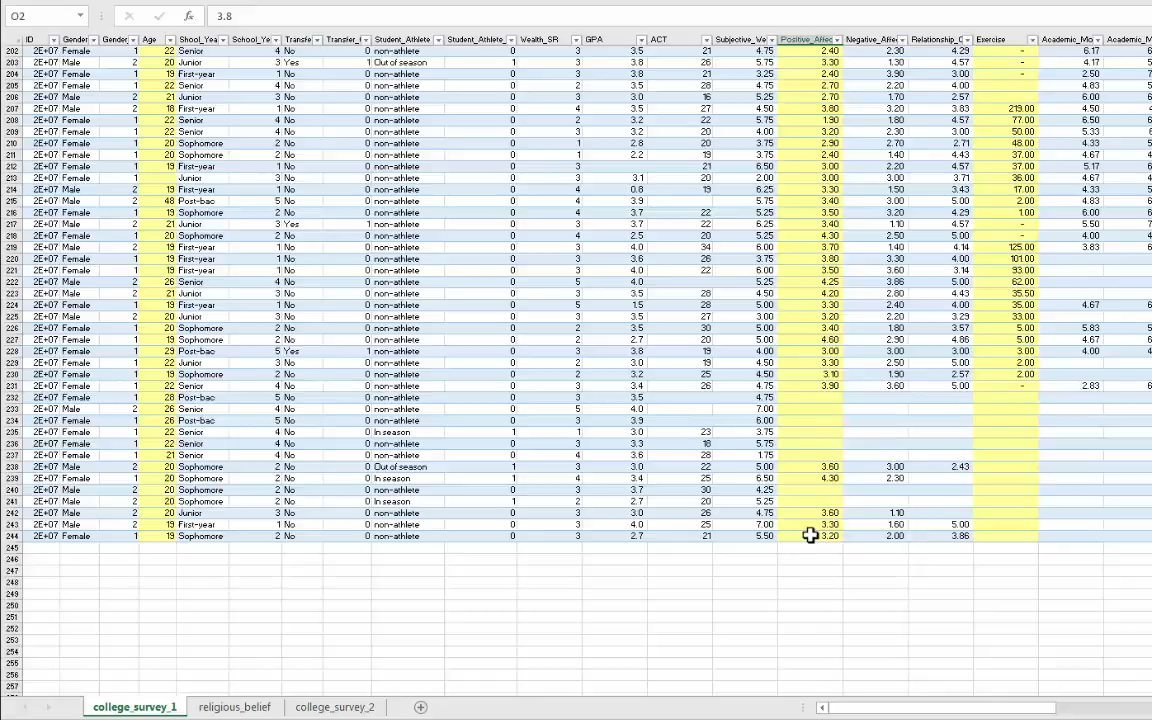 O2 3.8
ID Gender Gender_ Age Shool_Yea School_Ye Transfe Transfer_( Student_Athlete Student_Athlete_ Wealth_SR GPA ACT Subjective_We Positive_Affec Negative_Affe Relationship_C Exercise Academic_Mo Academic_M
202 2E+07 Female 1 22 Senior 4 No 0 non-athlete 0 3 3.5 21 4.75 2.40 2.30 4.29 - 6.17
203 2E+07 Male 2 20 Junior 3 Yes 1 Out of season 1 3 3.8 26 5.75 3.30 1.30 4.57 - 4.17
204 2E+07 Female 1 19 First-year 1 No 0 non-athlete 0 3 3.8 21 3.25 2.40 3.90 3.00 - 2.50
205 2E+07 Female 1 22 Senior 4 No 0 non-athlete 0 2 3.5 28 4.75 2.70 2.20 4.00 4.83
206 2E+07 Male 2 21 Junior 3 No 0 non-athlete 0 3 3.0 16 5.25 2.70 1.70 2.57 6.00
207 2E+07 Male 2 18 First-year 1 No 0 non-athlete 0 4 3.5 27 4.50 3.80 3.20 3.83 219.00 4.50
208 2E+07 Female 1 22 Senior 4 No 0 non-athlete 0 2 3.2 22 5.75 1.90 1.80 4.57 77.00 6.50
209 2E+07 Female 1 22 Senior 4 No 0 non-athlete 0 3 3.2 20 4.00 3.20 2.30 3.00 50.00 5.33
210 2E+07 Female 1 20 Sophomore 2 No 0 non-athlete 0 1 2.8 20 3.75 2.90 2.70 2.71 48.00 4.33
211 2E+07 Female 1 20 Sophomore 2 No 0 non-athlete 0 1 2.2 19 3.75 2.40 1.40 4.43 37.00 4.67
212 2E+07 Female 1 19 First-year 1 No 0 non-athlete 0 3 21 6.50 3.00 2.20 4.00 37.00 5.17
213 2E+07 Female Junior 3 No 0 non-athlete 0 3 3.1 20 2.00 3.00 3.00 3.71 36.00 4.67
214 2E+07 Male 2 19 First-year 1 No 0 non-athlete 0 4 0.8 19 6.25 3.30 1.50 3.43 17.00 4.33
215 2E+07 Male 2 48 Post-bac 5 No 0 non-athlete 0 4 3.9 5.75 3.40 3.00 5.00 2.00 4.83
216 2E+07 Female 1 19 Sophomore 2 No 0 non-athlete 0 4 3.7 22 5.25 3.50 3.20 4.29 1.00 6.00
217 2E+07 Male 2 21 Junior 3 Yes 1 non-athlete 0 3 3.7 22 6.25 3.40 1.10 4.57 - 5.50
218 2E+07 Female 1 20 Sophomore 2 No 0 non-athlete 0 4 2.5 20 5.25 4.30 2.50 5.00 - 4.00
219 2E+07 Male 2 19 First-year 1 No 0 non-athlete 0 4 4.0 34 6.00 3.70 1.40 4.14 125.00 3.83
220 2E+07 Female 1 19 First-year 1 No 0 non-athlete 0 3 3.6 26 3.75 3.80 3.30 4.00 101.00
221 2E+07 Female 1 19 First-year 1 No 0 non-athlete 0 3 4.0 22 6.00 3.50 3.60 3.14 93.00
222 2E+07 Male 2 26 Senior 4 No 0 non-athlete 0 5 4.0 5.25 4.25 3.86 5.00 62.00
223 2E+07 Male 2 21 Junior 3 No 0 non-athlete 0 3 3.5 28 4.50 4.20 2.80 4.43 35.50
224 2E+07 Female 1 19 First-year 1 No 0 non-athlete 0 5 1.5 28 5.00 3.30 2.40 4.00 35.00 4.67
225 2E+07 Male 2 20 Junior 3 No 0 non-athlete 0 3 3.5 27 3.00 3.20 2.20 3.29 33.00
226 2E+07 Female 1 20 Sophomore 2 No 0 non-athlete 0 2 3.5 30 5.00 3.40 1.80 3.57 5.00 5.83
227 2E+07 Female 1 20 Sophomore 2 No 0 non-athlete 0 2 2.7 20 5.00 4.60 2.90 4.86 5.00 4.67
228 2E+07 Female 1 29 Post-bac 5 Yes 1 non-athlete 0 3 3.8 19 4.00 3.00 3.00 3.00 3.00 4.00
229 2E+07 Female 1 22 Junior 3 No 0 non-athlete 0 2 3.0 19 4.50 3.30 2.50 5.00 2.00
230 2E+07 Female 1 19 Sophomore 2 No 0 non-athlete 0 2 3.2 25 4.50 3.10 1.90 2.57 2.00
231 2E+07 Female 1 22 Senior 4 No 0 non-athlete 0 3 3.4 26 4.75 3.90 3.60 5.00 - 2.83
232 2E+07 Female 1 28 Post-bac 5 No 0 non-athlete 0 3 3.5 4.75
233 2E+07 Male 2 26 Senior 4 No 0 non-athlete 0 5 4.0 7.00
234 2E+07 Female 1 26 Post-bac 5 No 0 non-athlete 0 3 3.9 6.00
235 2E+07 Female 1 22 Senior 4 No 0 In season 1 1 3.0 23 3.75
236 2E+07 Female 1 22 Senior 4 No 0 non-athlete 0 3 3.3 18 5.75
237 2E+07 Female 1 21 Senior 4 No 0 non-athlete 0 4 3.6 28 1.75
238 2E+07 Male 2 20 Sophomore 2 No 0 Out of season 1 3 3.0 22 5.00 3.60 3.00 2.43
239 2E+07 Female 1 20 Sophomore 2 No 0 In season 1 4 3.4 25 6.50 4.30 2.30
240 2E+07 Male 2 20 Sophomore 2 No 0 non-athlete 0 3 3.7 30 4.25
241 2E+07 Male 2 20 Sophomore 2 No 0 In season 1 2 2.7 20 5.25
242 2E+07 Male 2 20 Junior 3 No 0 non-athlete 0 3 3.0 26 4.75 3.60 1.10
243 2E+07 Male 2 19 First-year 1 No 0 non-athlete 0 3 4.0 25 7.00 3.30 1.60 5.00
244 2E+07 Female 1 19 Sophomore 2 No 0 non-athlete 0 3 2.7 21 5.50 3.20 2.00 3.86
245
246
247
248
249
250
251
252
253
254
255
256
257
college_survey_1 religious_belief college_survey_2